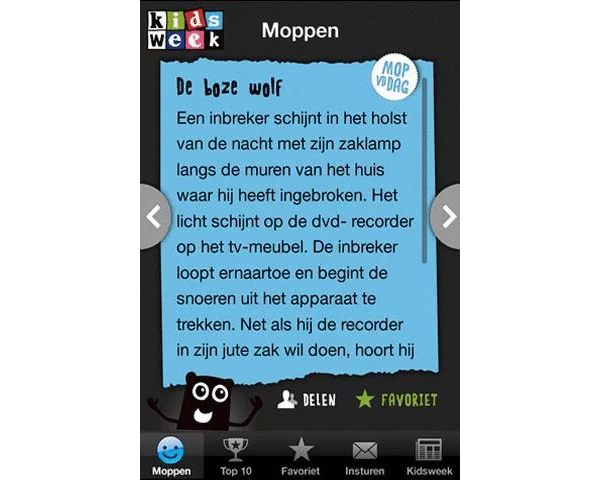 kids
week
Moppen
MOP
VD DAG
De boze wolf
Een inbreker schijnt in het holst
van de nacht met zijn zaklamp
langs de muren van het huis
waar hij heeft ingebroken. Het
licht schijnt op de dvd- recorder
op het tv-meubel. De inbreker
loopt ernaartoe en begint de
snoeren uit het apparaat te
trekken. Net als hij de recorder
in zijn jute zak wil doen, hoort hij
DELEN
FAVORIET
Moppen
Top 10
Favoriet
Insturen
Kidsweek